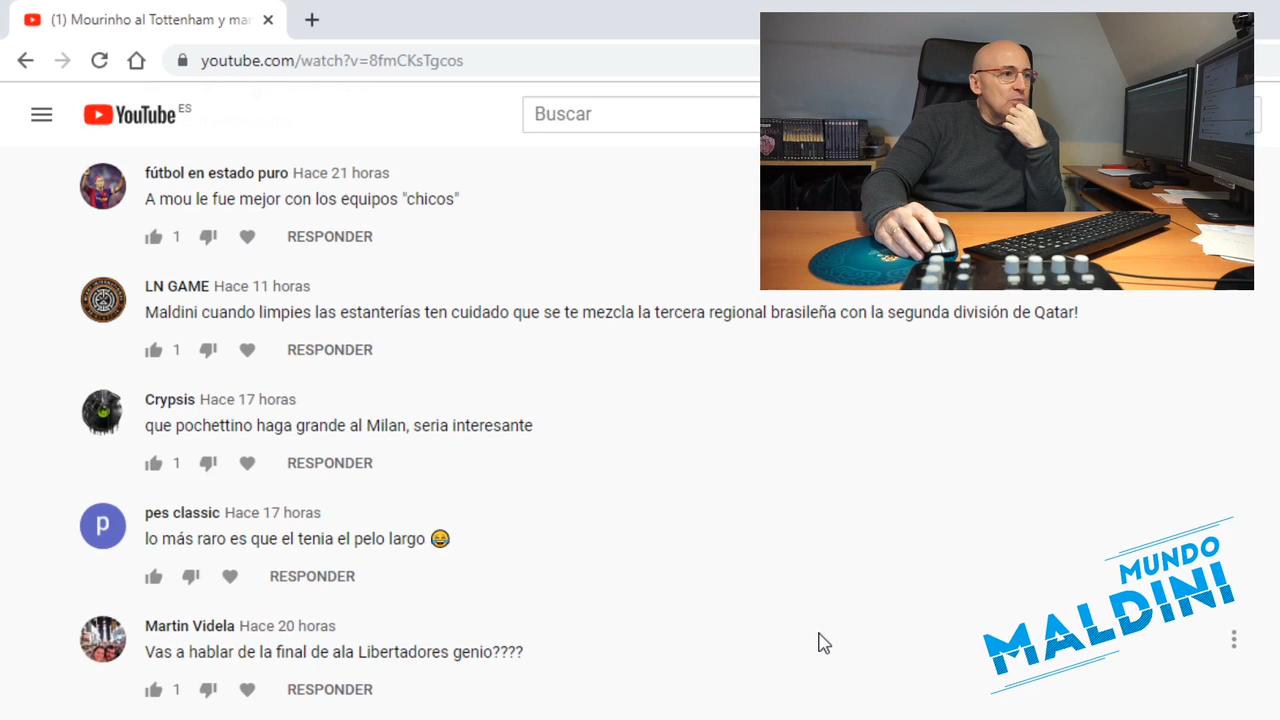 (1) Mourinho al Tottenham y mar
youtube.com/watch?v=8fmCKsTgcos
YouTube ES
Buscar
fútbol en estado puro Hace 21 horas
A mou le fue mejor con los equipos "chicos"
1 RESPONDER
LN GAME Hace 11 horas
Maldini cuando limpies las estanterías ten cuidado que se te mezcla la tercera regional brasileña con la segunda división de Qatar!
1 RESPONDER
Crypsis Hace 17 horas
que pochettino haga grande al Milan, seria interesante
1 RESPONDER
p
pes classic Hace 17 horas
lo más raro es que el tenia el pelo largo 😂
RESPONDER
Martin Videla Hace 20 horas
Vas a hablar de la final de ala Libertadores genio????
1 RESPONDER
MUNDO
MALDINI